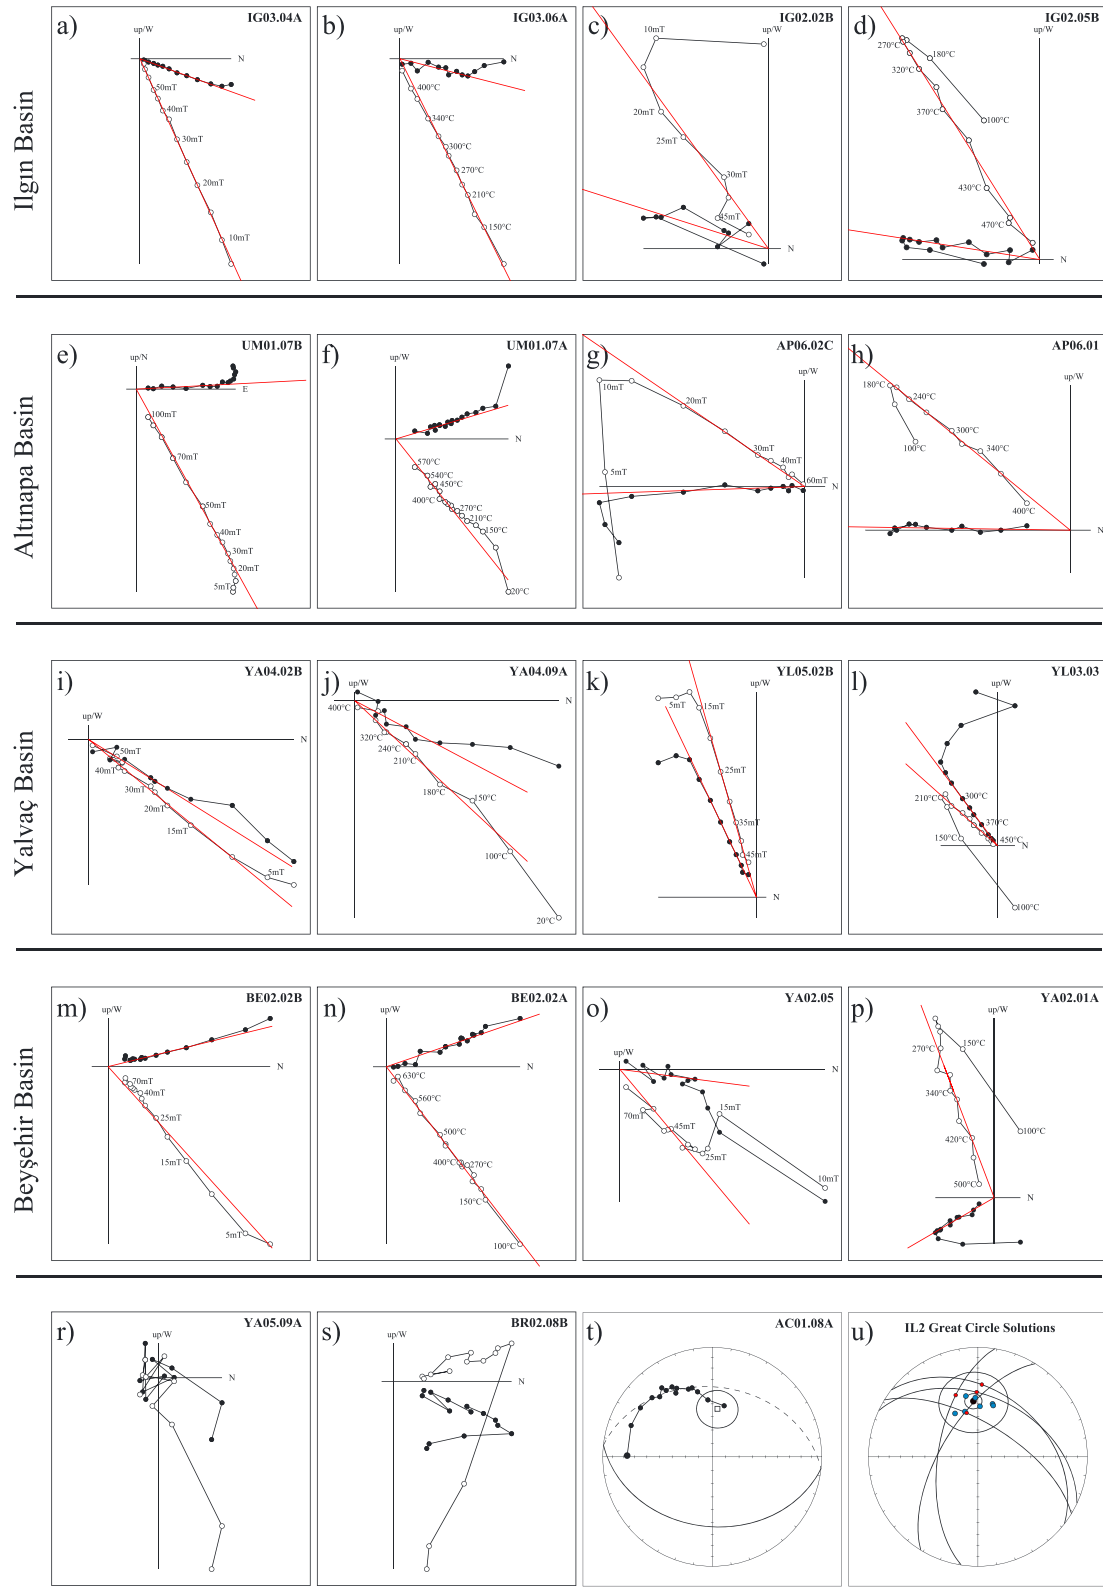 Ilgın Basin
a)
IG03.04A
up/W
N
50mT
40mT
30mT
20mT
10mT
b)
IG03.06A
up/W
N
400°C
340°C
300°C
270°C
210°C
150°C
c)
IG02.02B
up/W
10mT
20mT
25mT
30mT
45mT
N
d)
IG02.05B
up/W
270°C
180°C
320°C
370°C
100°C
430°C
470°C
N
Altınapa Basin
e)
UM01.07B
up/N
E
100mT
70mT
50mT
40mT
30mT
20mT
5mT
f)
UM01.07A
up/W
N
570°C
540°C
450°C
400°C
270°C
210°C
150°C
20°C
g)
AP06.02C
up/W
10mT
20mT
30mT
40mT
5mT
60mT
N
h)
AP06.01
up/W
180°C
240°C
300°C
100°C
340°C
400°C
N
Yalvaç Basin
i)
YA04.02B
up/W
N
50mT
40mT
30mT
20mT
15mT
5mT
j)
YA04.09A
up/W
N
400°C
320°C
240°C
210°C
180°C
150°C
100°C
20°C
k)
YL05.02B
up/W
5mT
15mT
25mT
35mT
45mT
N
l)
YL03.03
up/W
210°C
300°C
370°C
150°C
450°C
N
100°C
Beyşehir Basin
m)
BE02.02B
up/W
N
70mT
40mT
25mT
15mT
5mT
n)
BE02.02A
up/W
N
630°C
560°C
500°C
400°C
270°C
150°C
100°C
o)
YA02.05
up/W
N
70mT
45mT
15mT
25mT
10mT
p)
YA02.01A
up/W
150°C
270°C
340°C
100°C
420°C
500°C
N
r)
YA05.09A
up/W
N
s)
BR02.08B
up/W
N
t)
AC01.08A
u)
IL2 Great Circle Solutions